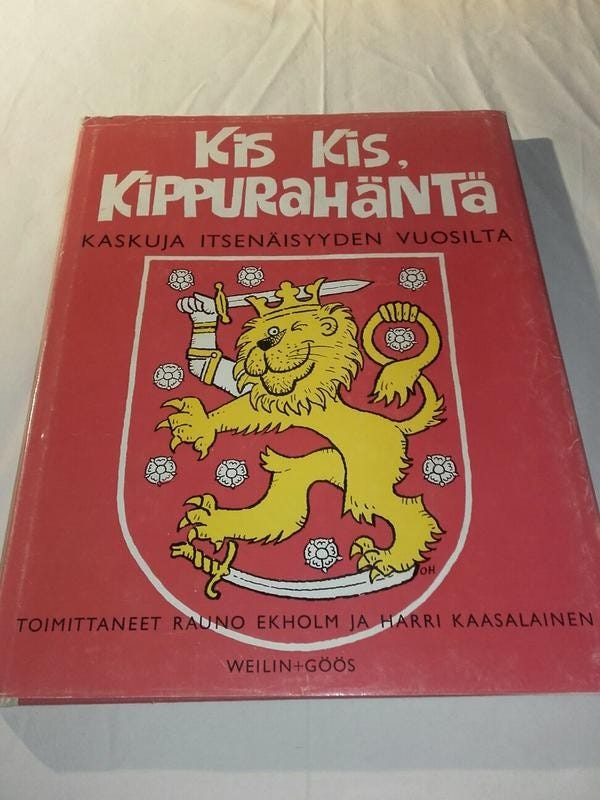 KIS KIS,
KIPPURAHÄNTÄ
KASKUJA ITSENÄISYYDEN VUOSILTA
OH
TOIMITTANEET RAUNO EKHOLM JA HARRI KAASALAINEN
WEILIN+GÖÖS